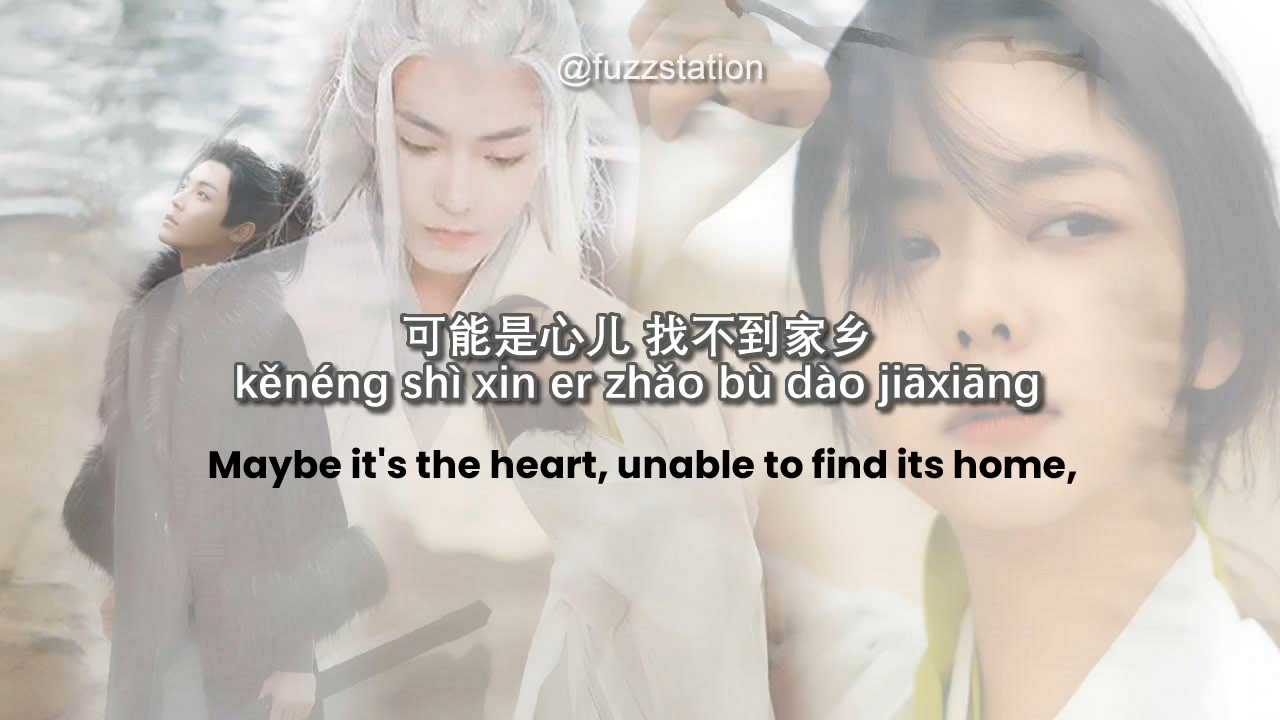 @fuzzstation
可能是心儿 找不到家乡
kěnéng shì xin er zhǎo bù dào jiāxiāng
Maybe it's the heart, unable to find its home,